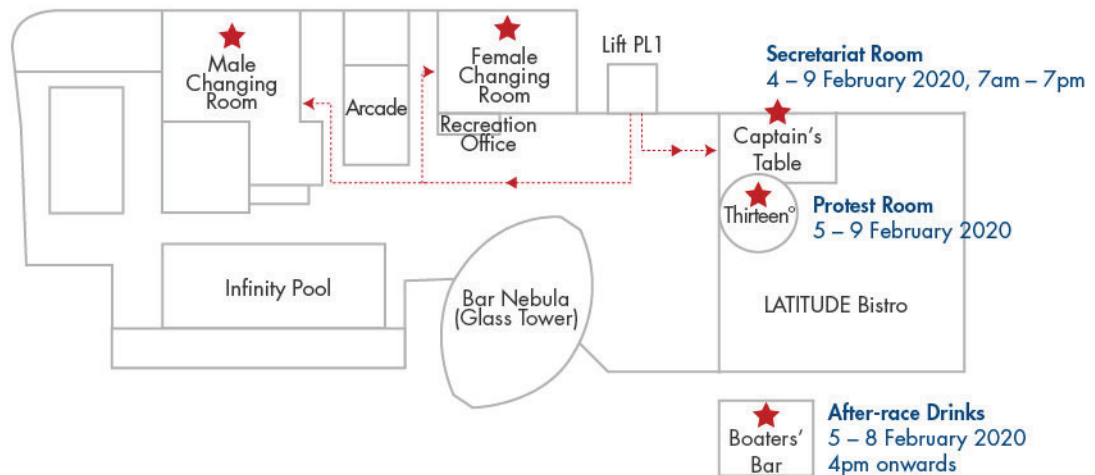 Male
Changing
Room
Arcade
Female
Changing
Room
Recreation
Office
Lift PL1
Secretariat Room
4 – 9 February 2020, 7am – 7pm
Captain's
Table
Thirteen°
Protest Room
5 – 9 February 2020
Infinity Pool
Bar Nebula
(Glass Tower)
LATITUDE Bistro
Boaters'
Bar
After-race Drinks
5 – 8 February 2020
4pm onwards